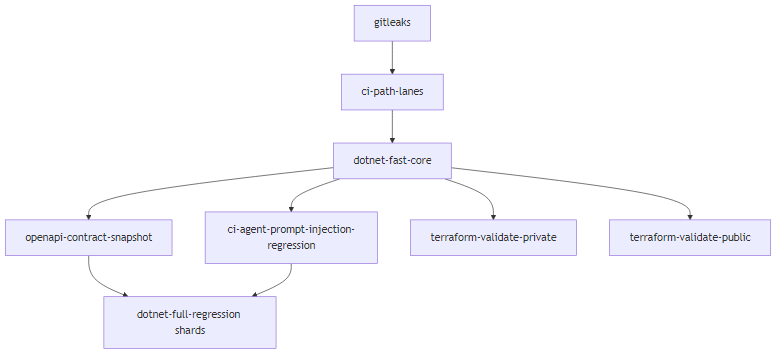 gitleaks
ci-path-lanes
dotnet-fast-core
openapi-contract-snapshot
ci-agent-prompt-injection-
regression
terraform-validate-private
terraform-validate-public
dotnet-full-regression
shards